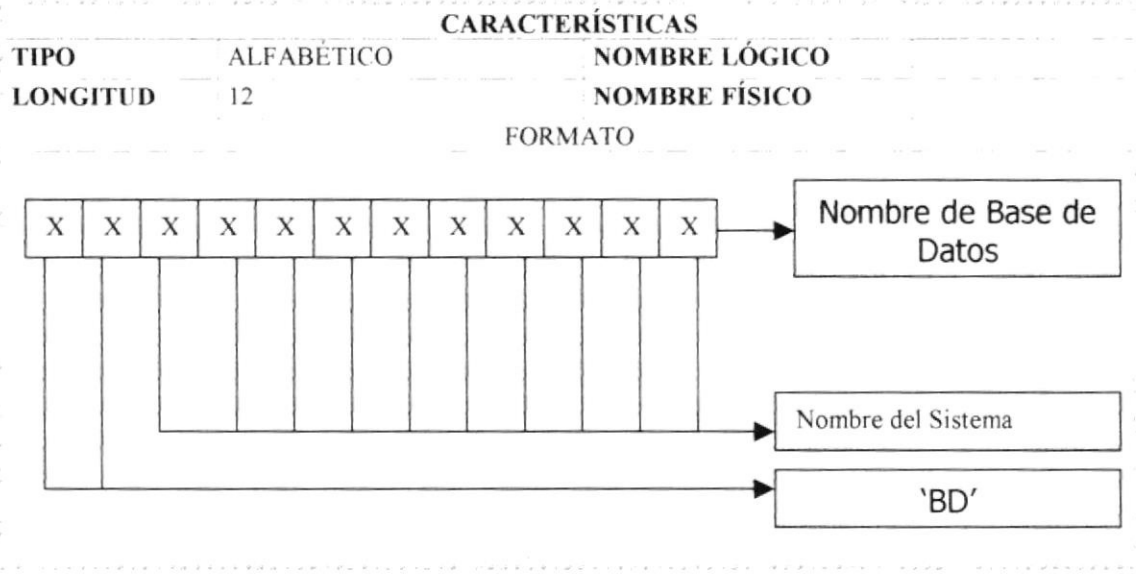 CARACTERÍSTICAS
TIPO ALFABÉTICO NOMBRE LÓGICO
LONGITUD 12 NOMBRE FÍSICO
FORMATO
X X X X X X X X X X X X
Nombre de Base de
Datos
Nombre del Sistema
'BD'